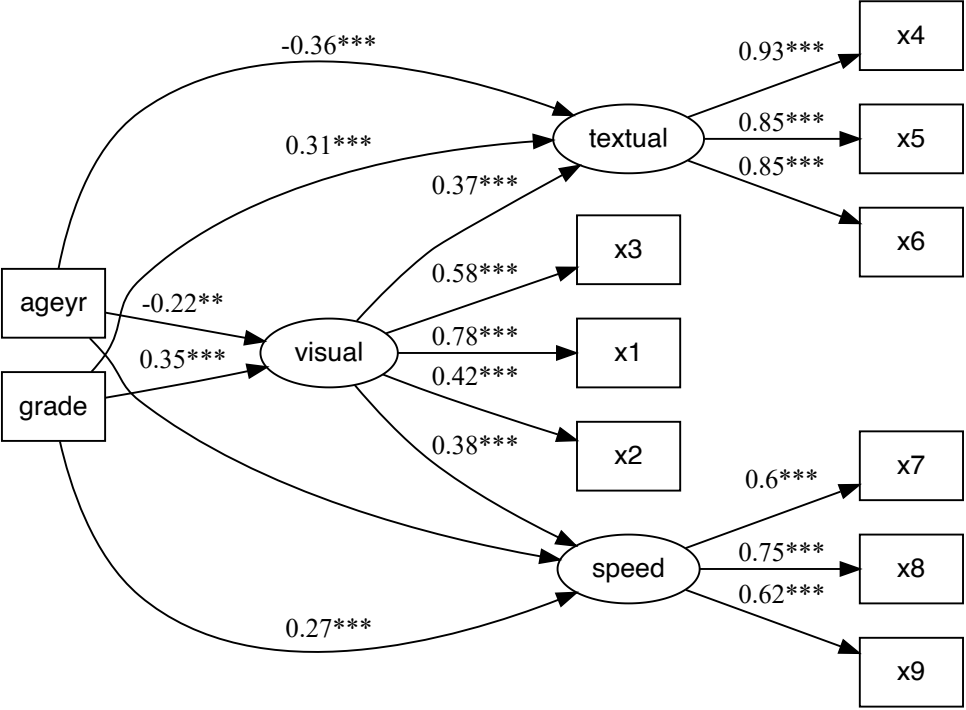 -0.36***
x4
0.93***
0.31***
textual
0.85***
x5
0.37***
0.85***
x6
x3
0.58***
ageyr
-0.22**
0.78***
visual
x1
0.35***
0.42***
grade
x2
0.38***
x7
0.6***
0.75***
speed
x8
0.62***
0.27***
x9